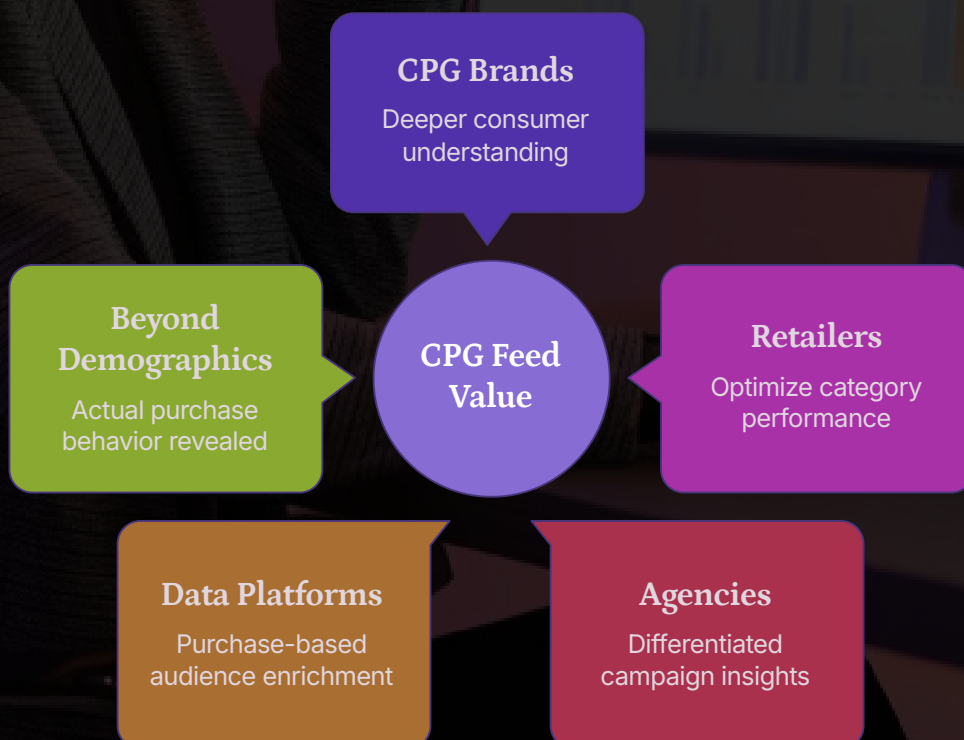 CPG Brands
Deeper consumer
understanding
Beyond
Demographics
Actual purchase
behavior revealed
CPG Feed
Value
Retailers
Optimize category
performance
Data Platforms
Purchase-based
audience enrichment
Agencies
Differentiated
campaign insights